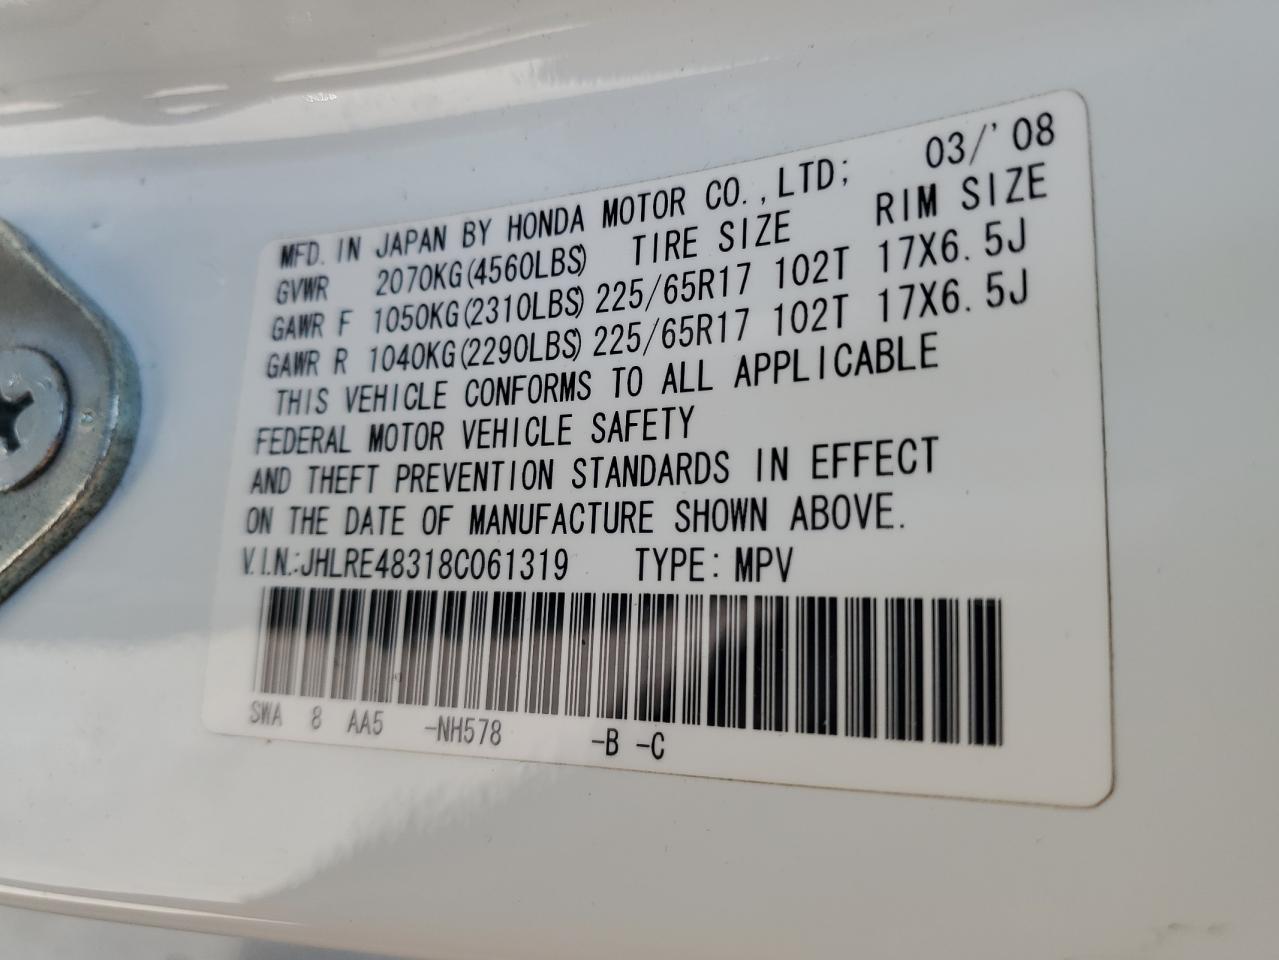 MFD. IN JAPAN BY HONDA MOTOR CO.,LTD; 03/'08
GVWR 2070KG(4560LBS) TIRE SIZE RIM SIZE
GAWR F 1050KG(2310LBS) 225/65R17 102T 17X6.5J
GAWR R 1040KG(2290LBS) 225/65R17 102T 17X6.5J
THIS VEHICLE CONFORMS TO ALL APPLICABLE
FEDERAL MOTOR VEHICLE SAFETY
AND THEFT PREVENTION STANDARDS IN EFFECT
ON THE DATE OF MANUFACTURE SHOWN ABOVE.
V.I.N.:JHLRE48318C061319 TYPE: MPV
SWA 8 AA5 -NH578 -B -C